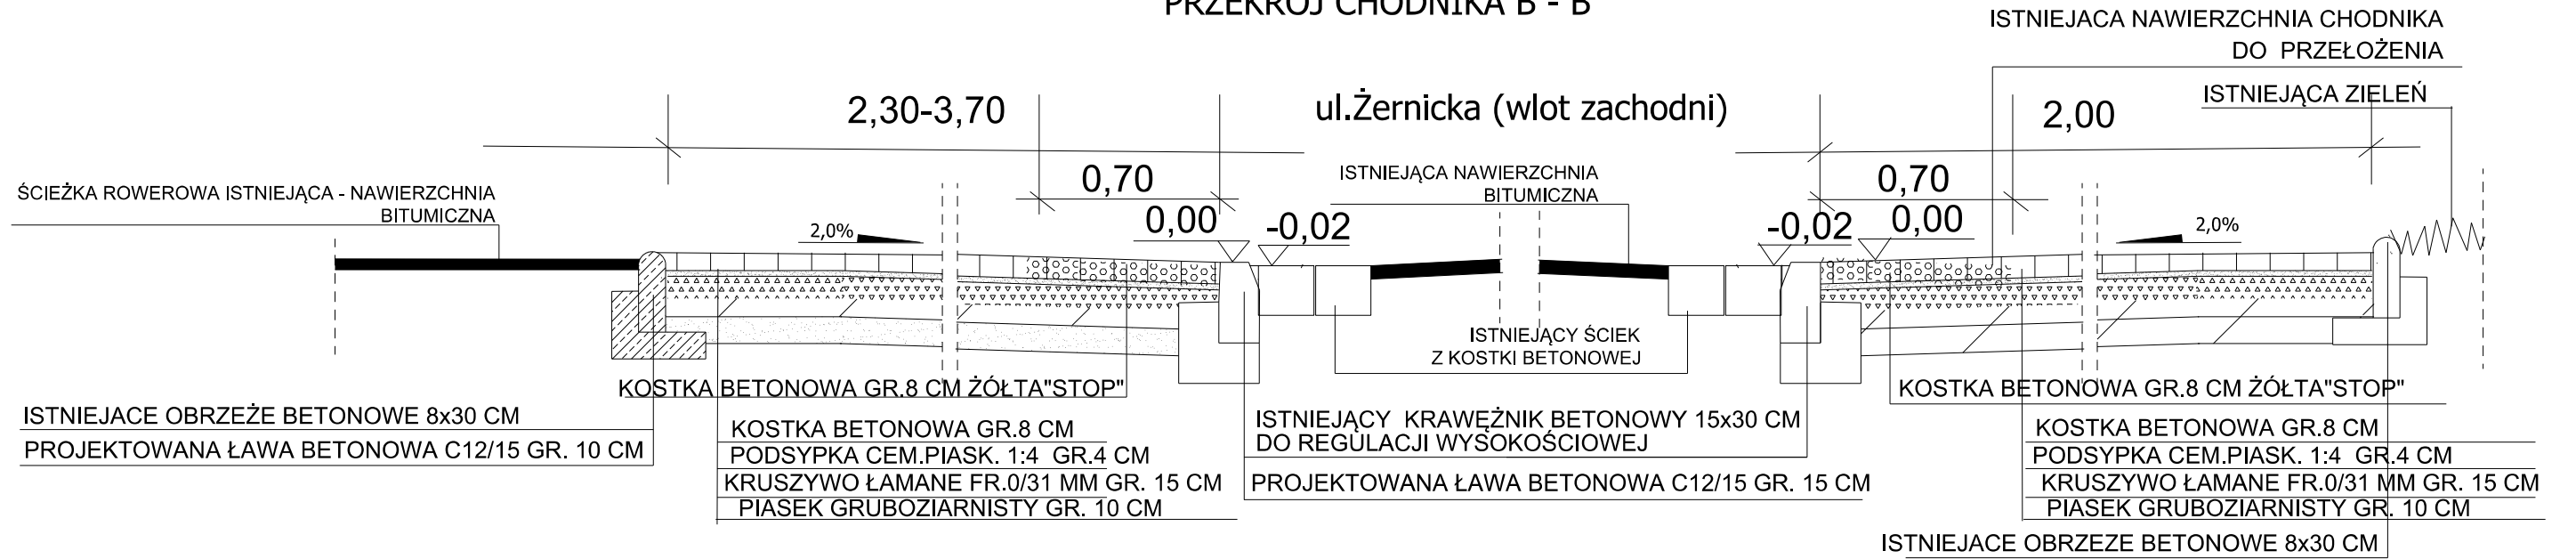 PRZEKRÓJ CHODNIKA B - B
ISTNIEJACA NAWIERZCHNIA CHODNIKA
DO PRZEŁOŻENIA
ISTNIEJĄCA ZIELEŃ
2,30-3,70
ul.Żernicka (wlot zachodni)
2,00
ŚCIEŻKA ROWEROWA ISTNIEJĄCA - NAWIERZCHNIA
BITUMICZNA
0,70
ISTNIEJĄCA NAWIERZCHNIA
BITUMICZNA
0,70
2,0%
0,00
-0,02
-0,02
0,00
2,0%
ISTNIEJĄCY ŚCIEK
Z KOSTKI BETONOWEJ
KOSTKA BETONOWA GR.8 CM ŻÓŁTA"STOP"
KOSTKA BETONOWA GR.8 CM ŻÓŁTA"STOP"
ISTNIEJACE OBRZEŻE BETONOWE 8x30 CM
PROJEKTOWANA ŁAWA BETONOWA C12/15 GR. 10 CM
KOSTKA BETONOWA GR.8 CM
PODSYPKA CEM.PIASK. 1:4 GR.4 CM
KRUSZYWO ŁAMANE FR.0/31 MM GR. 15 CM
PIASEK GRUBOZIARNISTY GR. 10 CM
ISTNIEJĄCY KRAWĘŻNIK BETONOWY 15x30 CM
DO REGULACJI WYSOKOŚCIOWEJ
PROJEKTOWANA ŁAWA BETONOWA C12/15 GR. 15 CM
KOSTKA BETONOWA GR.8 CM
PODSYPKA CEM.PIASK. 1:4 GR.4 CM
KRUSZYWO ŁAMANE FR.0/31 MM GR. 15 CM
PIASEK GRUBOZIARNISTY GR. 10 CM
ISTNIEJACE OBRZEZE BETONOWE 8x30 CM